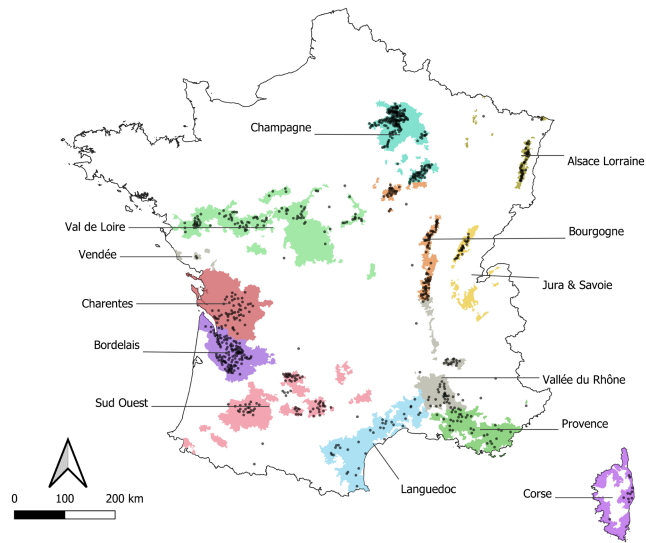 Champagne
Alsace Lorraine
Val de Loire
Bourgogne
Vendée
Jura & Savoie
Charentes
Bordelais
Vallée du Rhône
Sud Ouest
Provence
Languedoc
Corse
0 100 200 km